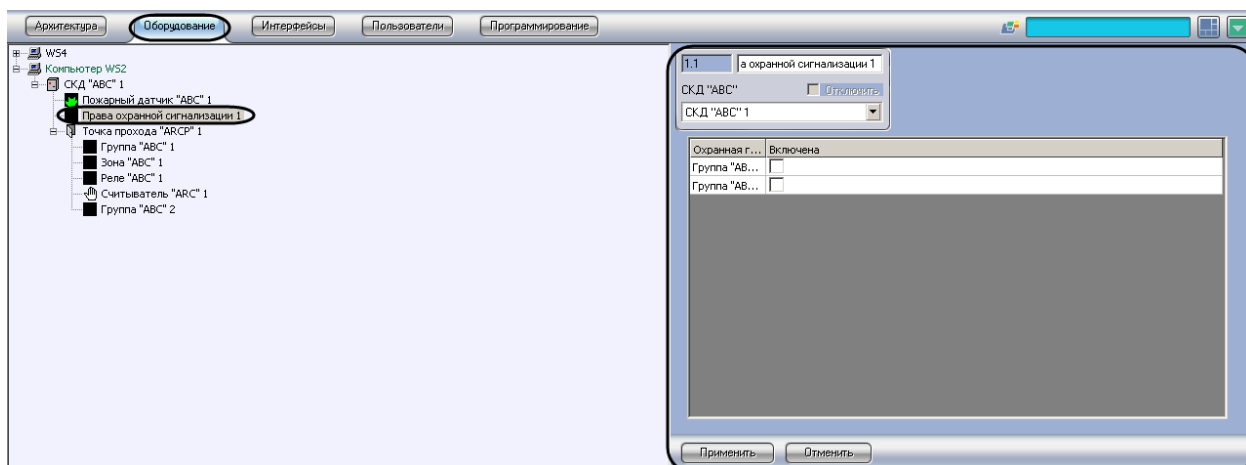 Архитектура Оборудование Интерфейсы Пользователи Программирование
WS4
Компьютер WS2
СКД "ABC" 1
Пожарный датчик "ABC" 1
Права охранной сигнализации 1
Точка прохода "ARCP" 1
Группа "ABC" 1
Зона "ABC" 1
Реле "ABC" 1
Считыватель "ARC" 1
Группа "ABC" 2
1.1 а охранной сигнализации 1
СКД "ABC" Отключить
СКД "ABC" 1
Охранная г... Включена
Группа "AB...
Группа "AB...
Применить Отменить